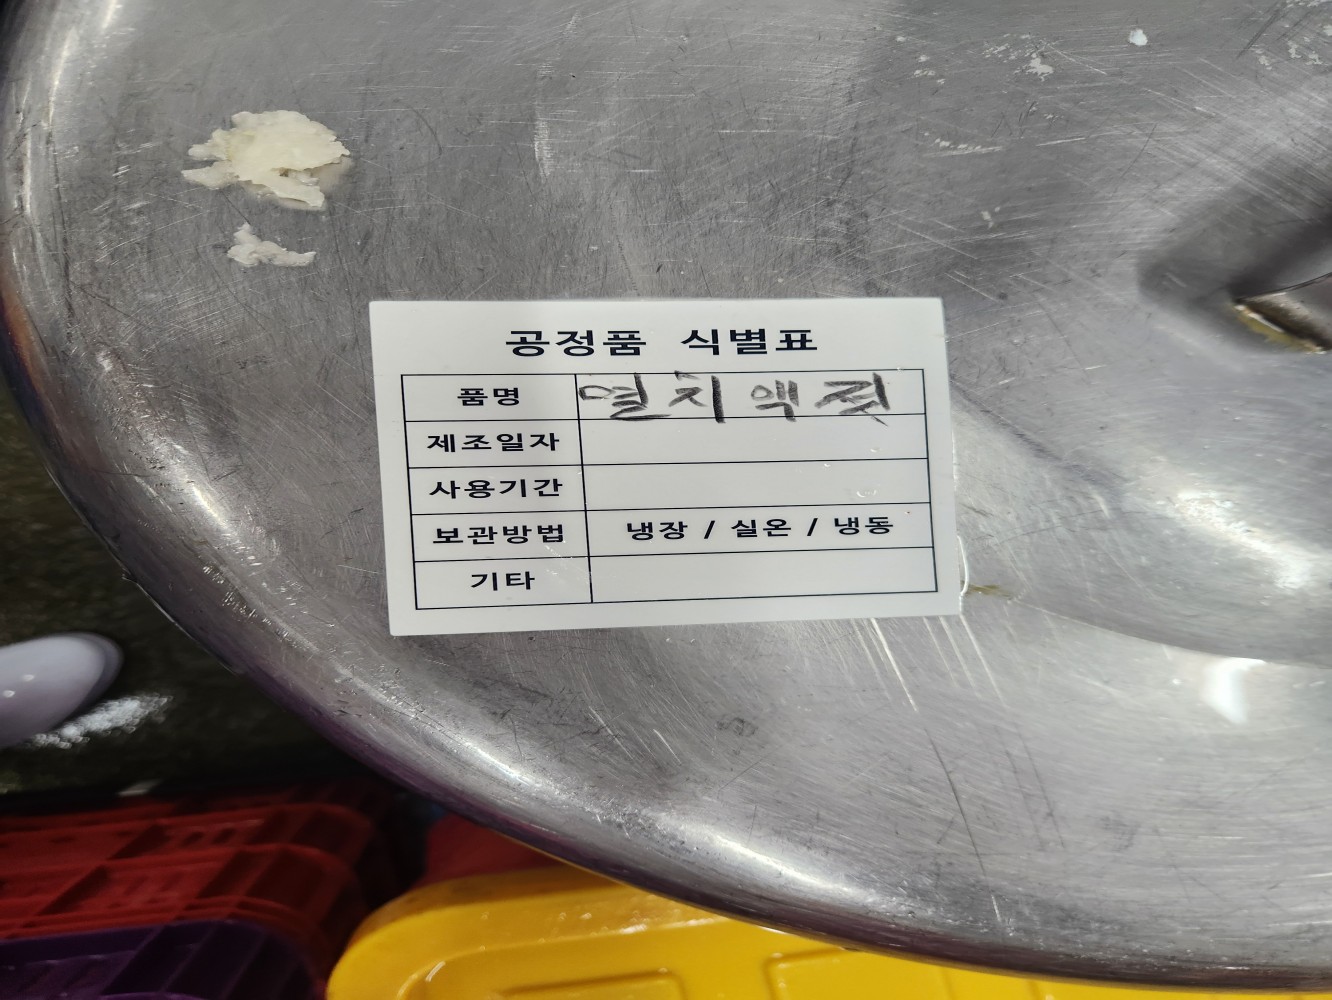 공정품 식별표
품명 멸치액젓
제조일자
사용기간
보관방법 냉장 / 실온 / 냉동
기타